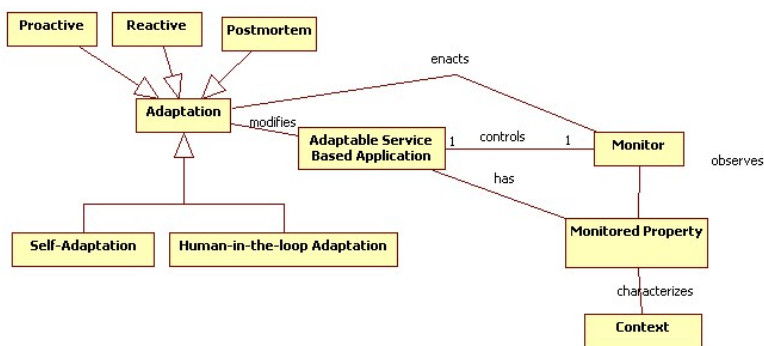 Proactive
Reactive
Postmortem
enacts
Adaptation
modifies
Adaptable Service
Based Application
1
controls
1
Monitor
observes
has
Monitored Property
Self-Adaptation
Human-in-the-loop Adaptation
characterizes
Context